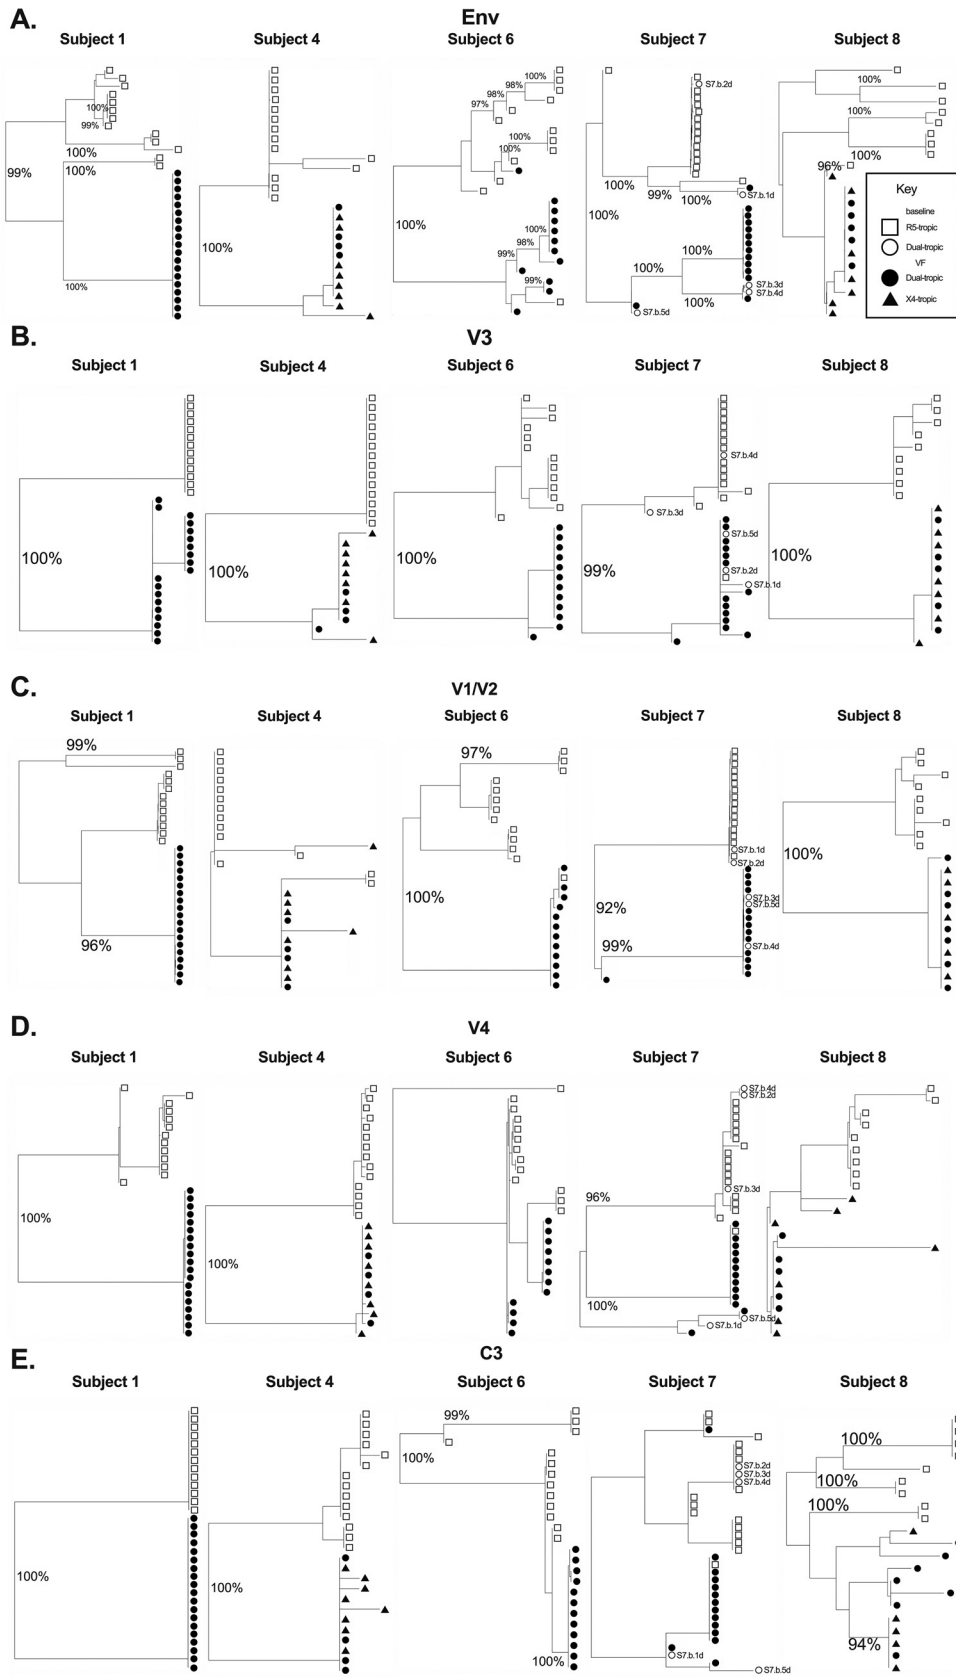 A.
Env
Subject 1
Subject 4
Subject 6
Subject 7
Subject 8
100%
99%
100%
100%
99%
100%
100%
100%
97%
98%
98%
100%
100%
100%
100%
98%
99%
99%
100%
S7.b.2d
100%
99%
100%
S7.b.1d
100%
100%
100%
100%
S7.b.3d
S7.b.4d
S7.b.5d
100%
100%
100%
96%
100%
Key
baseline
R5-tropic
Dual-tropic
VF
Dual-tropic
X4-tropic
B.
V3
Subject 1
Subject 4
Subject 6
Subject 7
Subject 8
100%
100%
100%
S7.b.4d
S7.b.3d
S7.b.5d
S7.b.2d
S7.b.1d
99%
100%
C.
V1/V2
Subject 1
Subject 4
Subject 6
Subject 7
Subject 8
99%
96%
97%
100%
S7.b.1d
S7.b.2d
S7.b.3d
S7.b.5d
S7.b.4d
92%
99%
100%
D.
V4
Subject 1
Subject 4
Subject 6
Subject 7
Subject 8
100%
100%
S7.b.4d
S7.b.2d
S7.b.3d
96%
100%
S7.b.5d
S7.b.1d
E.
C3
Subject 1
Subject 4
Subject 6
Subject 7
Subject 8
100%
100%
99%
100%
100%
S7.b.2d
S7.b.3d
S7.b.4d
S7.b.1d
S7.b.5d
100%
100%
100%
94%